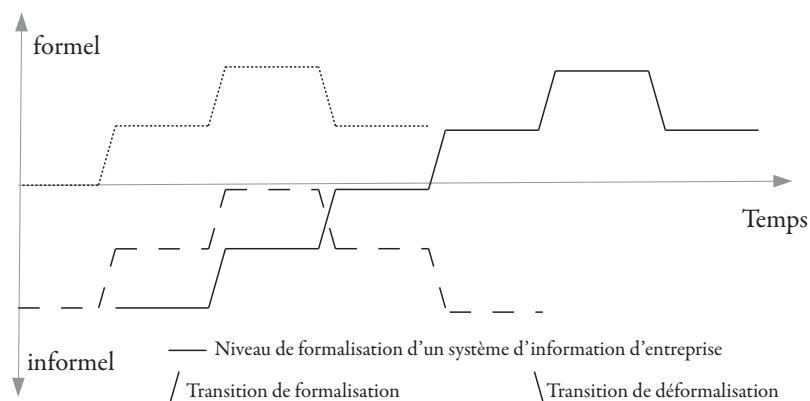 formel
Temps
informel
Niveau de formalisation d’un système d’information d’entreprise
Transition de formalisation
Transition de déformalisation